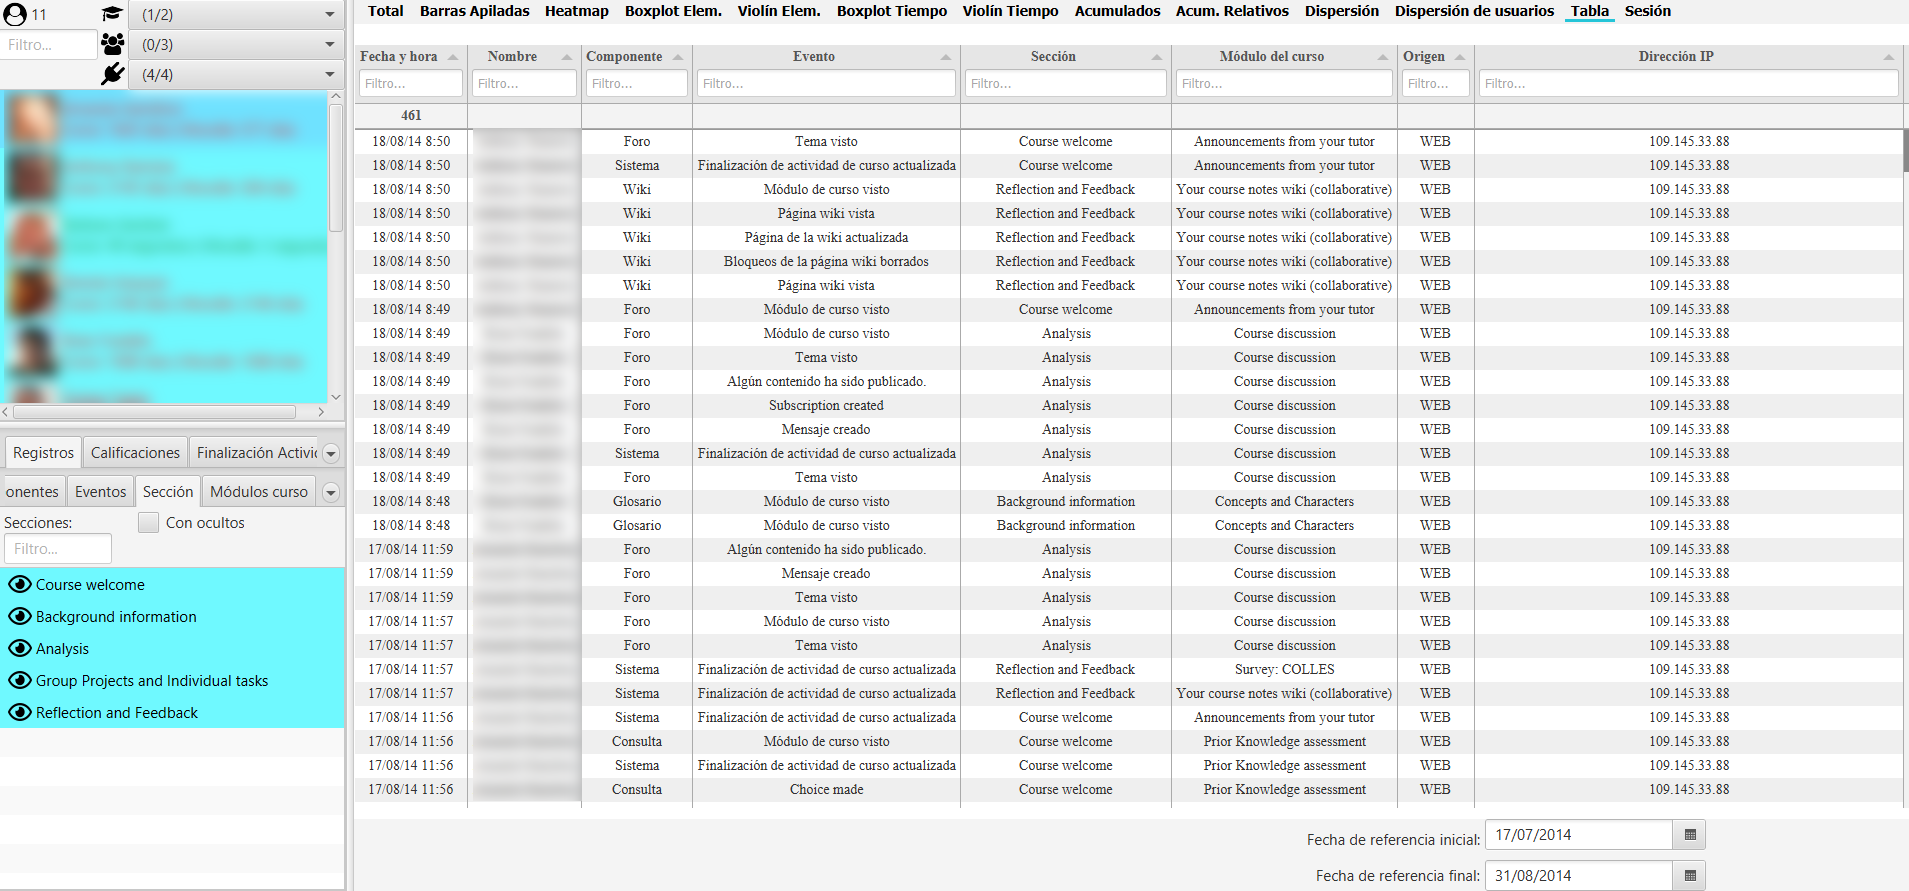 11
(1/2)
Filtro...
(0/3)
(4/4)
Registros Calificaciones Finalización Activi
onentes Eventos Sección Módulos curso
Secciones: Con ocultos
Filtro...
Course welcome
Background information
Analysis
Group Projects and Individual tasks
Reflection and Feedback
Total Barras Apiladas Heatmap Boxplot Elem. Violín Elem. Boxplot Tiempo Violín Tiempo Acumulados Acum. Relativos Dispersión Dispersión de usuarios Tabla Sesión
Fecha y hora Nombre Componente Evento Sección Módulo del curso Origen Dirección IP
Filtro... Filtro... Filtro... Filtro... Filtro... Filtro... Filtro... Filtro...
461
18/08/14 8:50 Foro Tema visto Course welcome Announcements from your tutor WEB 109.145.33.88
18/08/14 8:50 Sistema Finalización de actividad de curso actualizada Course welcome Announcements from your tutor WEB 109.145.33.88
18/08/14 8:50 Wiki Módulo de curso visto Reflection and Feedback Your course notes wiki (collaborative) WEB 109.145.33.88
18/08/14 8:50 Wiki Página wiki vista Reflection and Feedback Your course notes wiki (collaborative) WEB 109.145.33.88
18/08/14 8:50 Wiki Página de la wiki actualizada Reflection and Feedback Your course notes wiki (collaborative) WEB 109.145.33.88
18/08/14 8:50 Wiki Bloqueos de la página wiki borrados Reflection and Feedback Your course notes wiki (collaborative) WEB 109.145.33.88
18/08/14 8:50 Wiki Página wiki vista Reflection and Feedback Your course notes wiki (collaborative) WEB 109.145.33.88
18/08/14 8:49 Foro Módulo de curso visto Course welcome Announcements from your tutor WEB 109.145.33.88
18/08/14 8:49 Foro Módulo de curso visto Analysis Course discussion WEB 109.145.33.88
18/08/14 8:49 Foro Tema visto Analysis Course discussion WEB 109.145.33.88
18/08/14 8:49 Foro Algún contenido ha sido publicado. Analysis Course discussion WEB 109.145.33.88
18/08/14 8:49 Foro Subscription created Analysis Course discussion WEB 109.145.33.88
18/08/14 8:49 Foro Mensaje creado Analysis Course discussion WEB 109.145.33.88
18/08/14 8:49 Sistema Finalización de actividad de curso actualizada Analysis Course discussion WEB 109.145.33.88
18/08/14 8:49 Foro Tema visto Analysis Course discussion WEB 109.145.33.88
18/08/14 8:48 Glosario Módulo de curso visto Background information Concepts and Characters WEB 109.145.33.88
18/08/14 8:48 Glosario Módulo de curso visto Background information Concepts and Characters WEB 109.145.33.88
17/08/14 11:59 Foro Algún contenido ha sido publicado. Analysis Course discussion WEB 109.145.33.88
17/08/14 11:59 Foro Mensaje creado Analysis Course discussion WEB 109.145.33.88
17/08/14 11:59 Foro Tema visto Analysis Course discussion WEB 109.145.33.88
17/08/14 11:57 Foro Módulo de curso visto Analysis Course discussion WEB 109.145.33.88
17/08/14 11:57 Foro Tema visto Analysis Course discussion WEB 109.145.33.88
17/08/14 11:57 Sistema Finalización de actividad de curso actualizada Reflection and Feedback Survey: COLLES WEB 109.145.33.88
17/08/14 11:57 Sistema Finalización de actividad de curso actualizada Reflection and Feedback Your course notes wiki (collaborative) WEB 109.145.33.88
17/08/14 11:56 Sistema Finalización de actividad de curso actualizada Course welcome Announcements from your tutor WEB 109.145.33.88
17/08/14 11:56 Consulta Módulo de curso visto Course welcome Prior Knowledge assessment WEB 109.145.33.88
17/08/14 11:56 Sistema Finalización de actividad de curso actualizada Course welcome Prior Knowledge assessment WEB 109.145.33.88
17/08/14 11:56 Consulta Choice made Course welcome Prior Knowledge assessment WEB 109.145.33.88
Fecha de referencia inicial: 17/07/2014
Fecha de referencia final: 31/08/2014